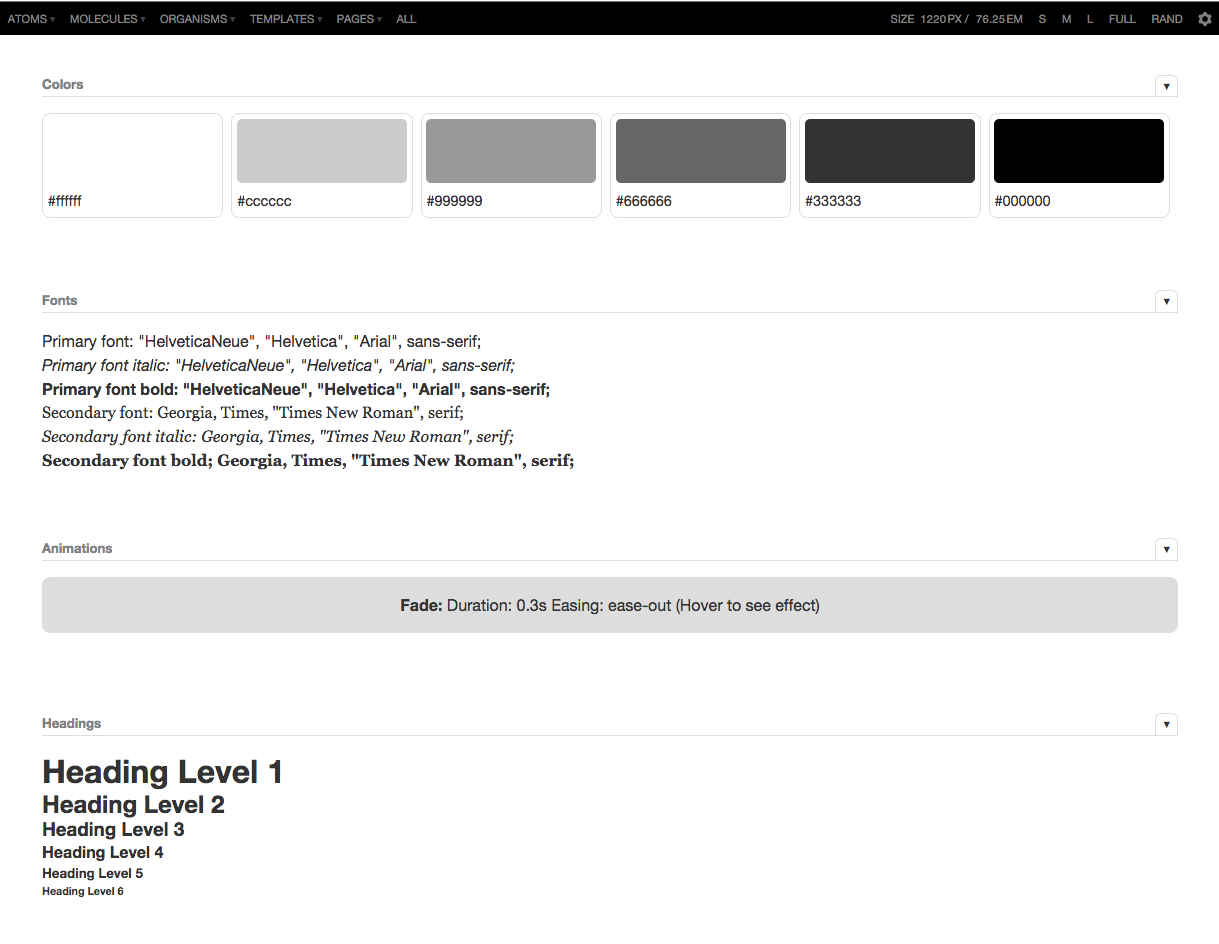 ATOMS▼ MOLECULES▼ ORGANISMS▼ TEMPLATES▼ PAGES▼ ALL SIZE 1220PX / 76.25EM S M L FULL RAND
Colors ▼
#ffffff #cccccc #999999 #666666 #333333 #000000
Fonts ▼
Primary font: "HelveticaNeue", "Helvetica", "Arial", sans-serif;
Primary font italic: "HelveticaNeue", "Helvetica", "Arial", sans-serif;
Primary font bold: "HelveticaNeue", "Helvetica", "Arial", sans-serif;
Secondary font: Georgia, Times, "Times New Roman", serif;
Secondary font italic: Georgia, Times, "Times New Roman", serif;
Secondary font bold; Georgia, Times, "Times New Roman", serif;
Animations ▼
Fade: Duration: 0.3s Easing: ease-out (Hover to see effect)
Headings ▼
Heading Level 1
Heading Level 2
Heading Level 3
Heading Level 4
Heading Level 5
Heading Level 6